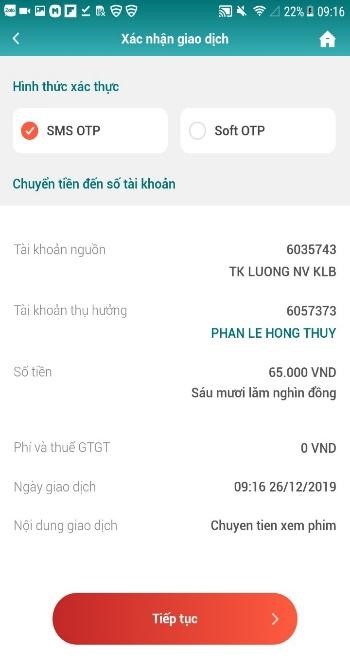 22% 09:16
Xác nhận giao dịch
Hình thức xác thực
SMS OTP
Soft OTP
Chuyển tiền đến số tài khoản
Tài khoản nguồn 6035743
TK LUONG NV KLB
Tài khoản thụ hưởng 6057373
PHAN LE HONG THUY
Số tiền 65.000 VND
Sáu mươi lăm nghìn đồng
Phí và thuế GTGT 0 VND
Ngày giao dịch 09:16 26/12/2019
Nội dung giao dịch Chuyen tien xem phim
Tiếp tục